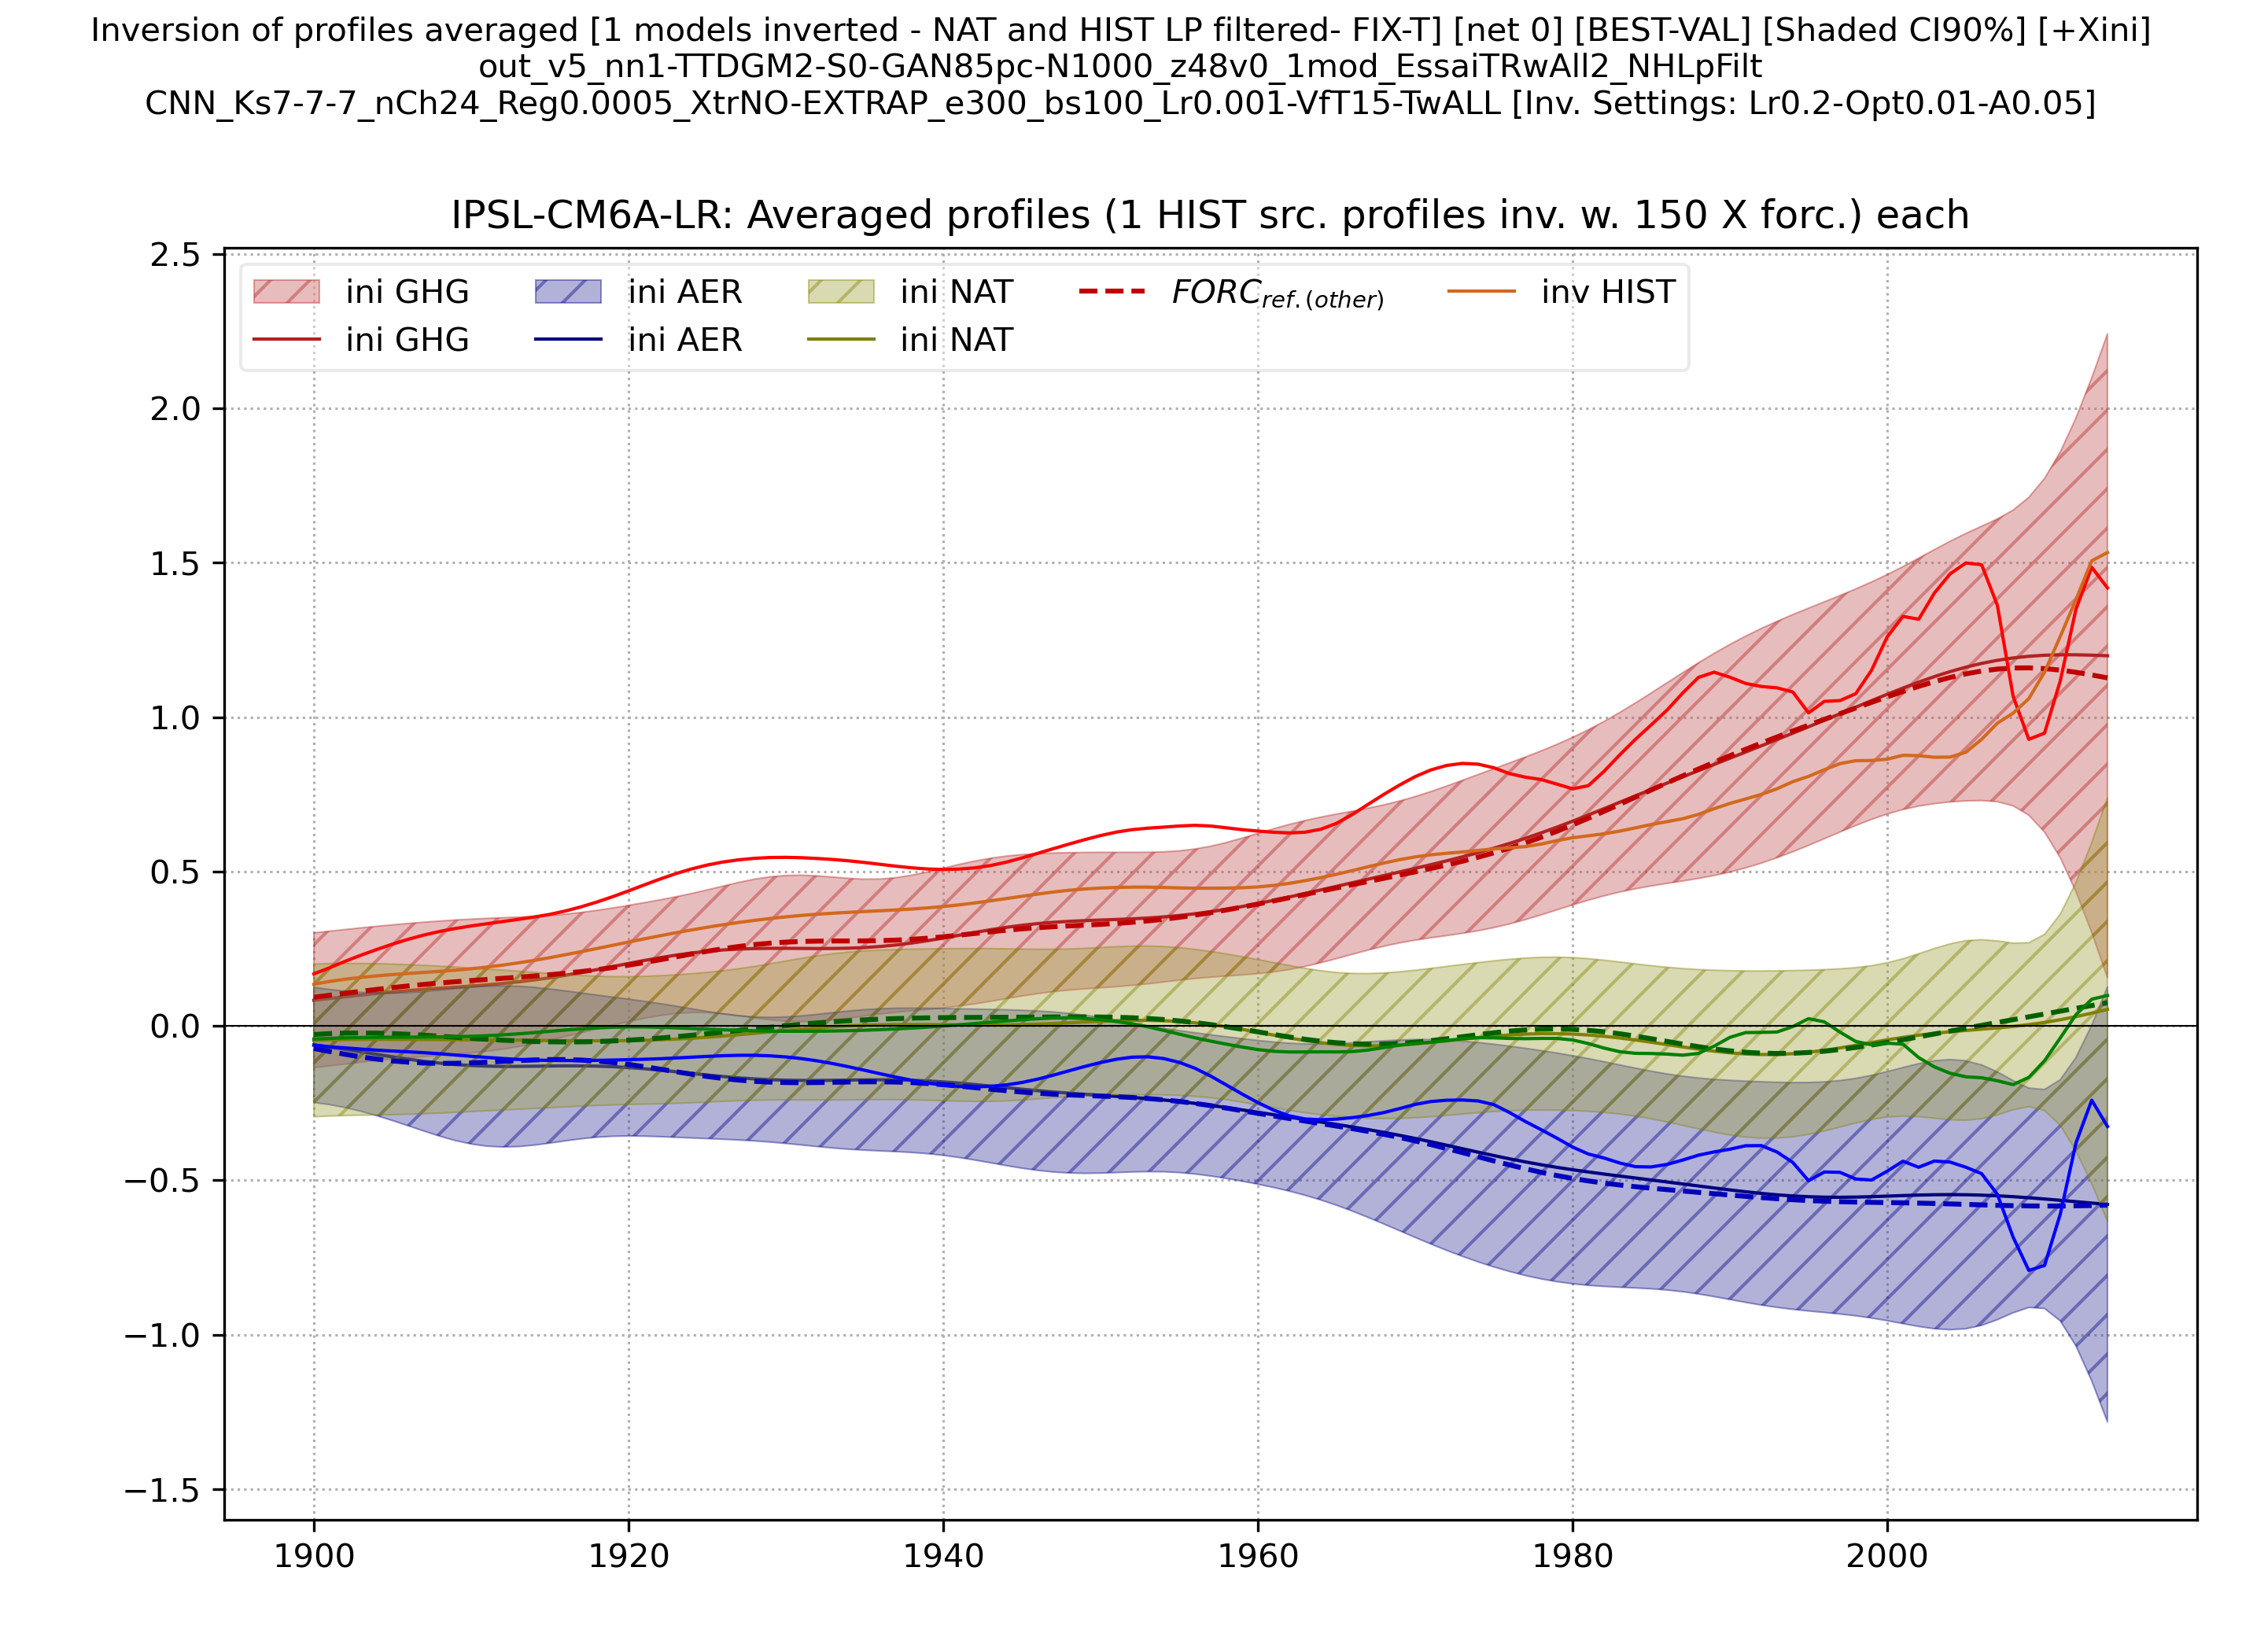 Inversion of profiles averaged [1 models inverted - NAT and HIST LP filtered- FIX-T] [net 0] [BEST-VAL] [Shaded CI90%] [+Xini]
out_v5_nn1-TTDGM2-S0-GAN85pc-N1000_z48v0_1mod_EssaiTRwAll2_NHLpFilt
CNN_Ks7-7-7_nCh24_Reg0.0005_XtrNO-EXTRAP_e300_bs100_Lr0.001-VfT15-TwALL [Inv. Settings: Lr0.2-Opt0.01-A0.05]
IPSL-CM6A-LR: Averaged profiles (1 HIST src. profiles inv. w. 150 X forc.) each
ini GHG ini AER ini NAT FORC ref. (other) inv HIST
ini GHG ini AER ini NAT
2.5
2.0
1.5
1.0
0.5
0.0
−0.5
−1.0
−1.5
1900 1920 1940 1960 1980 2000